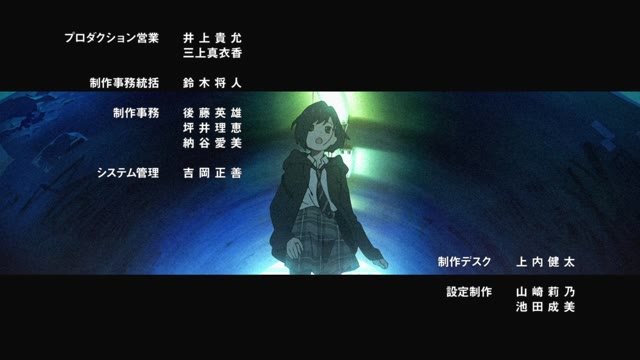 プロダクション営業 井上貴允
三上真衣香
制作事務統括 鈴木将人
制作事務 後藤英雄
坪井理恵
納谷愛美
システム管理 吉岡正善
制作デスク 上内健太
設定制作 山崎莉乃
池田成美